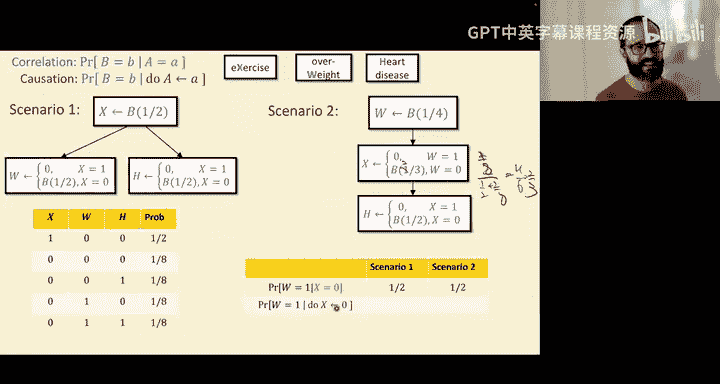 GPT中英字幕课程资源
bilibili
Correlation: Pr[ B = b | A = a ]
Causation: Pr[ B = b | do A ← a ]
eXercise
over-
Weight
Heart
disease
Scenario 1:
X ← B(1/2)
W ← { 0, X = 1
B(1/2), X = 0
H ← { 0, X = 1
B(1/2), X = 0
X W H Prob
1 0 0 1/2
0 0 0 1/8
0 0 1 1/8
0 1 0 1/8
0 1 1 1/8
Scenario 2:
W ← B(1/4)
X ← { 0, W = 1
B(1/3), W = 0
H ← { 0, X = 1
B(1/2), X = 0
Scenario 1 Scenario 2
Pr[W = 1|X = 0] 1/2 1/2
Pr[W = 1 | do X ← 0 ]